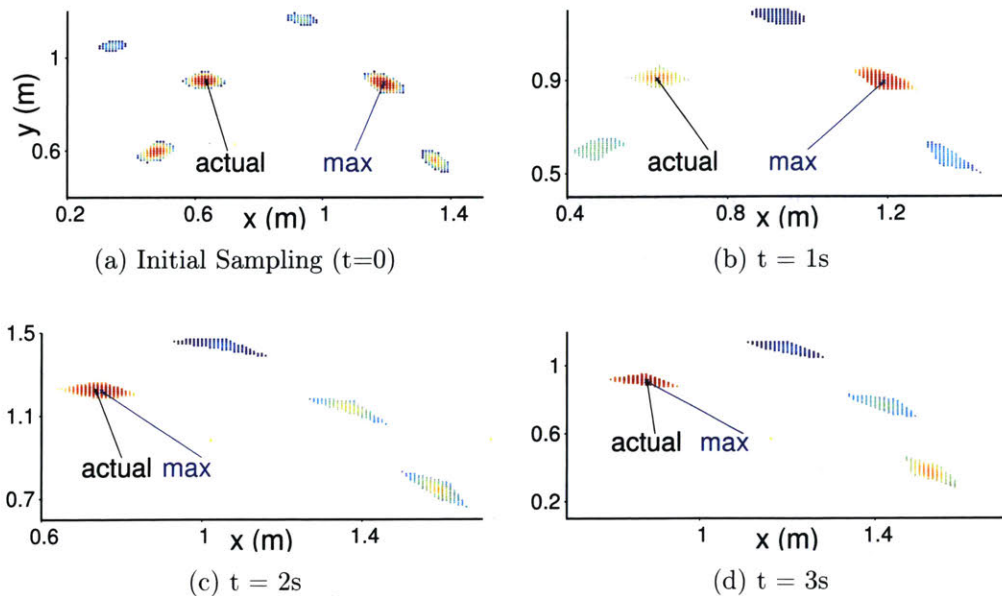 y (m)
1
0.6
actual
max
0.2
0.6
1
1.4
x (m)
(a) Initial Sampling (t=0)
0.9
0.5
actual
max
0.4
0.8
1.2
x (m)
(b) t = 1s
1.5
1.1
0.7
actual
max
0.6
1
1.4
x (m)
(c) t = 2s
1
0.6
0.2
actual
max
1
1.4
x (m)
(d) t = 3s